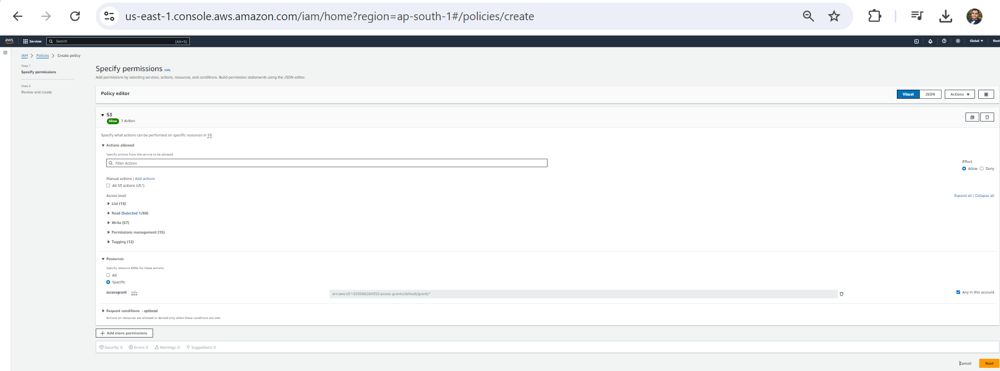 us-east-1.console.aws.amazon.com/iam/home?region=ap-south-1#/policies/create
aws Services Search [Alt+S] Global Roni
IAM > Policies > Create policy
Step 1
Specify permissions
Step 2
Review and create
Specify permissions Info
Add permissions by selecting services, actions, resources, and conditions. Build permission statements using the JSON editor.
Policy editor Visual JSON Actions
S3
Allow 1 Action
Specify what actions can be performed on specific resources in S3.
Actions allowed
Specify actions from the service to be allowed.
Filter Actions
Effect
Allow Deny
Manual actions | Add actions
All S3 actions (s3:*)
Access level Expand all | Collapse all
List (15)
Read (Selected 1/60)
Write (57)
Permissions management (15)
Tagging (12)
Resources
Specify resource ARNs for these actions.
All
Specific
accessgrant Info arn:aws:s3:*:025066284352:access-grants/default/grant/* Any in this account
Request conditions - optional
Actions on resources are allowed or denied only when these conditions are met.
+ Add more permissions
Security: 0 Errors: 0 Warnings: 0 Suggestions: 0
Cancel Next